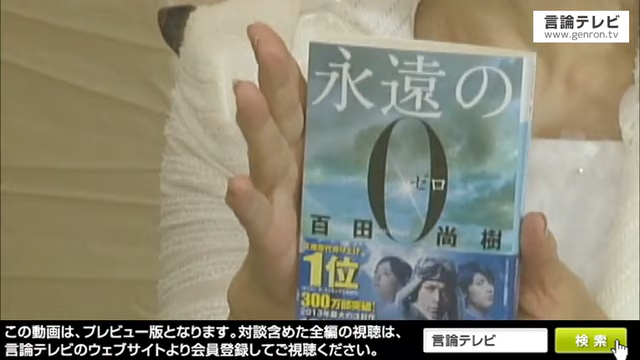 言論テレビ
www.genron.tv
永遠の
0
ゼロ
百田尚樹
1位
300万部突破!
この動画は、プレビュー版となります。対談含めた全編の視聴は、
言論テレビのウェブサイトより会員登録してご視聴ください。
言論テレビ
検索